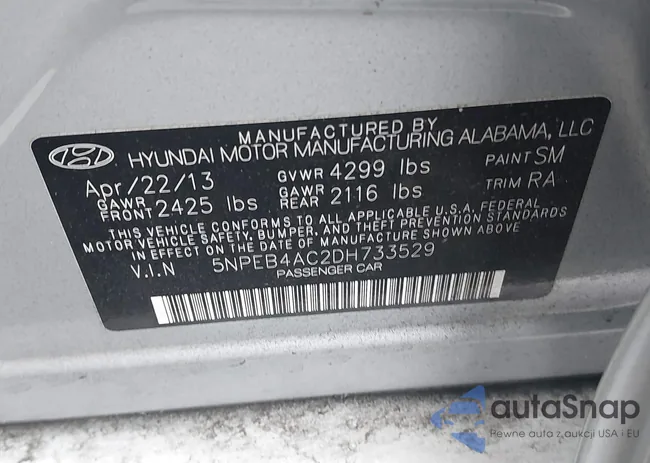 MANUFACTURED BY
HYUNDAI MOTOR MANUFACTURING ALABAMA, LLC
Apr/22/13 GVWR 4299 lbs PAINT SM
GAWR FRONT 2425 lbs GAWR REAR 2116 lbs TRIM RA
THIS VEHICLE CONFORMS TO ALL APPLICABLE U.S.A. FEDERAL
MOTOR VEHICLE SAFETY, BUMPER, AND THEFT PREVENTION STANDARDS
IN EFFECT ON THE DATE OF MANUFACTURE SHOWN ABOVE.
V.I.N 5NPEB4AC2DH733529
PASSENGER CAR
autoSnap
Pewne auta z aukcji USA i EU